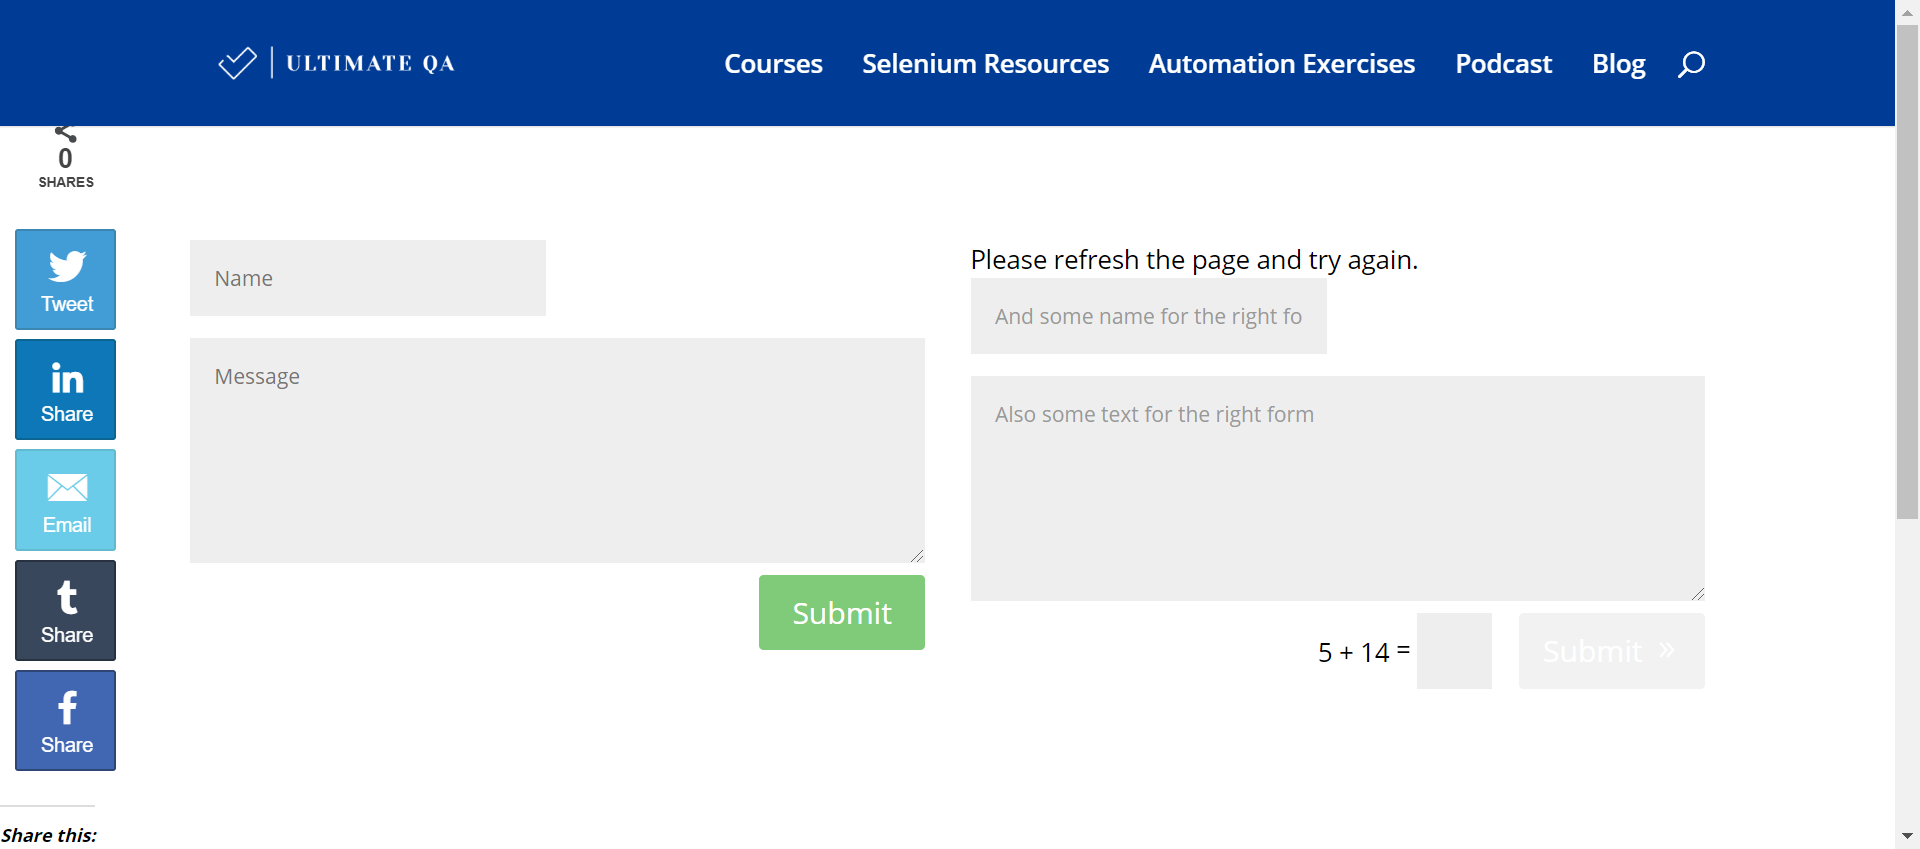 ULTIMATE QA
Courses
Selenium Resources
Automation Exercises
Podcast
Blog
0
SHARES
Tweet
Share
Email
Share
Share
Share this:
Name
Message
Submit
Please refresh the page and try again.
And some name for the right fo
Also some text for the right form
5 + 14 =
Submit »